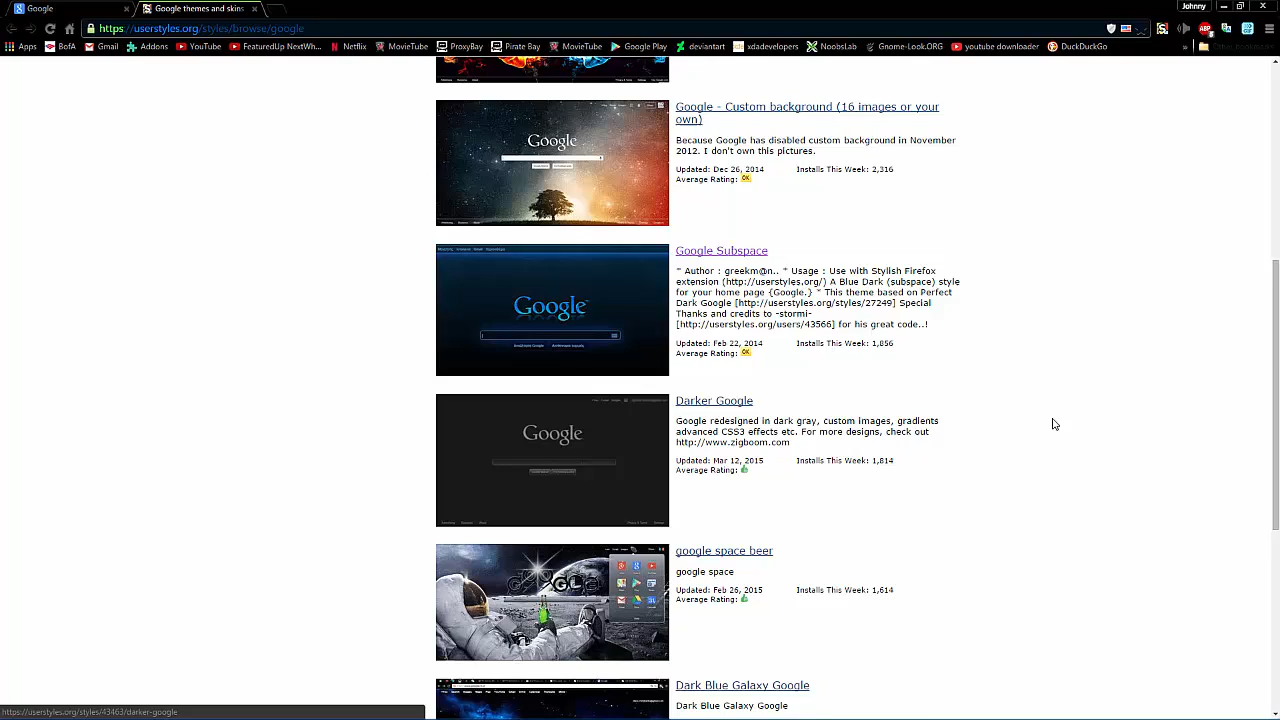 Google
Google themes and skins
Johnny
https://userstyles.org/styles/browse/google
Apps
BofA
Gmail
Addons
YouTube
FeaturedUp NextWh...
Netflix
MovieTube
ProxyBay
Pirate Bay
MovieTube
Google Play
deviantart
xdadevelopers
NoobsLab
Gnome-Look.ORG
youtube downloader
DuckDuckGo
»
Other bookmarks
Google
Google - Custom background (16 images or your
own)
Because Google has disabled custom background in November
2012. I don't own this pictures.
Updated: Dec 26, 2014 Installs This Week: 2,316
Average Rating: OK
Google
Google Subspace
* Author : greekm@n.. * Usage : Use with Stylish Firefox
extension (http://userstyles.org/) A Blue Dark (subspace) style
for your home page {Google.} * This theme based on Perfect
Dark Google [http://userstyles.org/styles/27249] Special
Thanks and credits to -stormi-
[http://userstyles.org/users/43566] for his great code..!
Updated: Nov 22, 2014 Installs This Week: 1,856
Average Rating: OK
Google
Darker Google
Google redesigned in dark gray, custom images, gradients
advanced CSS3 effects etc. For more designs, check out
http://www.zigboom.com
Updated: Mar 12, 2015 Installs This Week: 1,814
Average Rating:
google space beer
google space
Updated: Feb 26, 2015 Installs This Week: 1,614
Average Rating:
Dark Blue Galaxy Google
Dark Blue Galaxy Google
https://userstyles.org/styles/43463/darker-google